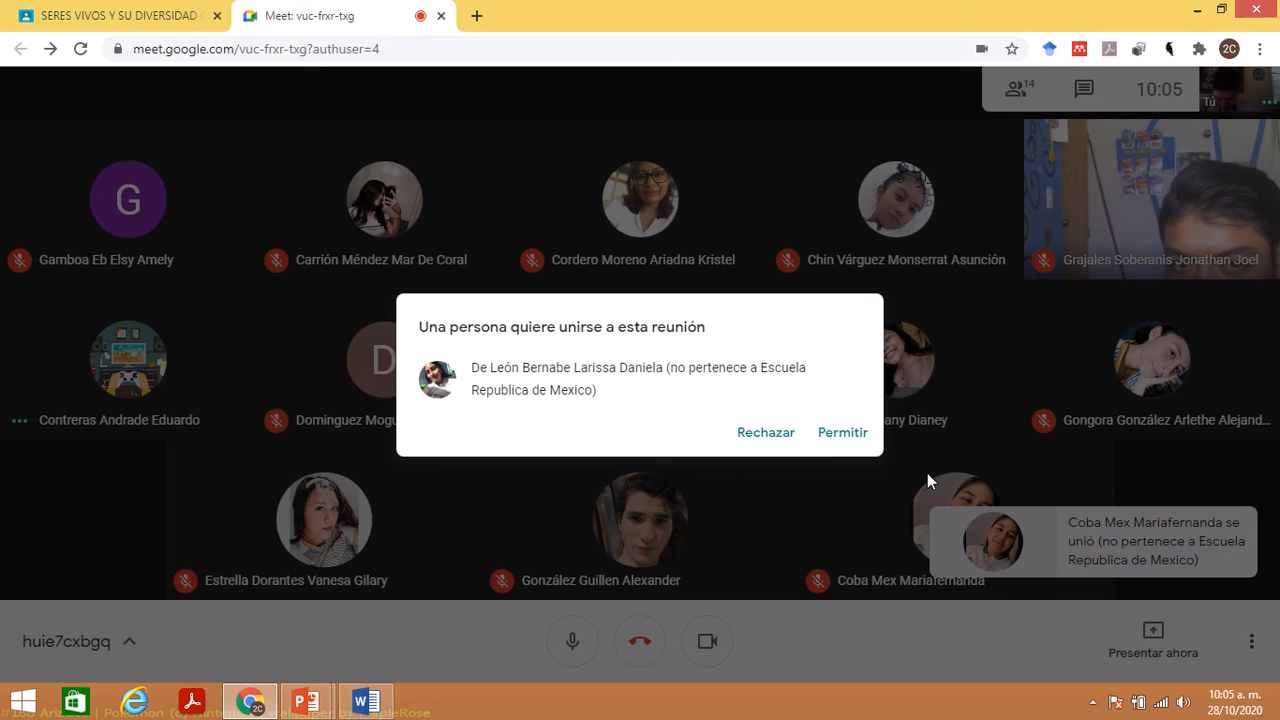 SERES VIVOS Y SU DIVERSIDAD
Meet: vuc-frxr-txg
meet.google.com/vuc-frxr-txg?authuser=4
2C
14
10:05
Tú
G
Gamboa Eb Elsy Amely
Carrión Méndez Mar De Coral
Cordero Moreno Ariadna Kristel
Chin Várguez Monserrat Asunción
Grajales Soberanis Jonathan Joel
Una persona quiere unirse a esta reunión
De León Bernabe Larissa Daniela (no pertenece a Escuela
Republica de Mexico)
Rechazar Permitir
D
Contreras Andrade Eduardo
Dominguez Mogu
any Dianey
Gongora González Arlethe Alejand...
Coba Mex Mariafernanda se
unió (no pertenece a Escuela
Republica de Mexico)
Estrella Dorantes Vanesa Gilary
González Guillen Alexander
Coba Mex Mariafernanda
huie7cxbgq
Presentar ahora
2C
10:05 a. m.
28/10/2020